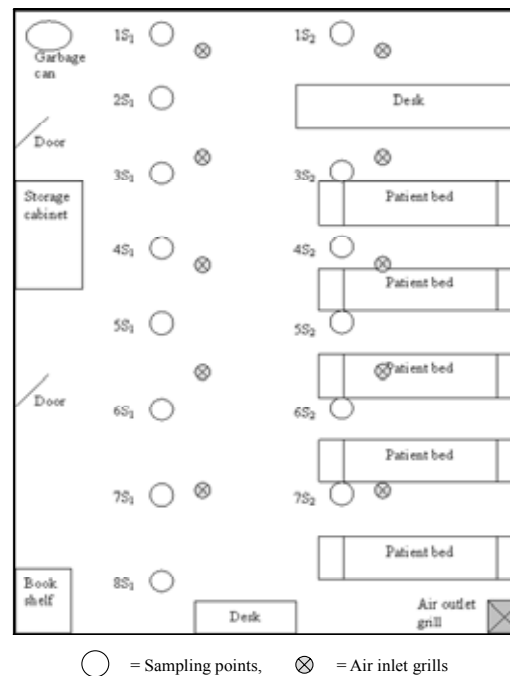 1S₁
1S₂
Garbage
can
2S₁
Desk
Door
3S₁
3S₂
Storage
cabinet
Patient bed
4S₁
4S₂
Patient bed
5S₁
5S₂
Patient bed
Door
6S₁
6S₂
Patient bed
7S₁
7S₂
Patient bed
Book
shelf
8S₁
Desk
Air outlet
grill
= Sampling points, = Air inlet grills